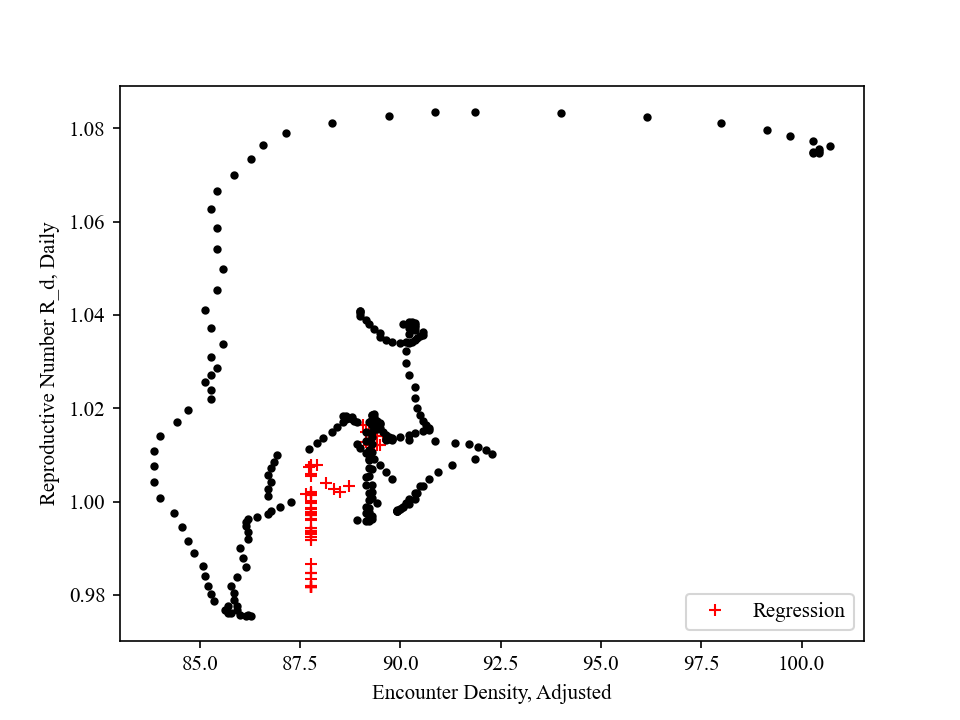 1.08
1.06
1.04
1.02
1.00
0.98
Reproductive Number R_d, Daily
Regression
85.0 87.5 90.0 92.5 95.0 97.5 100.0
Encounter Density, Adjusted